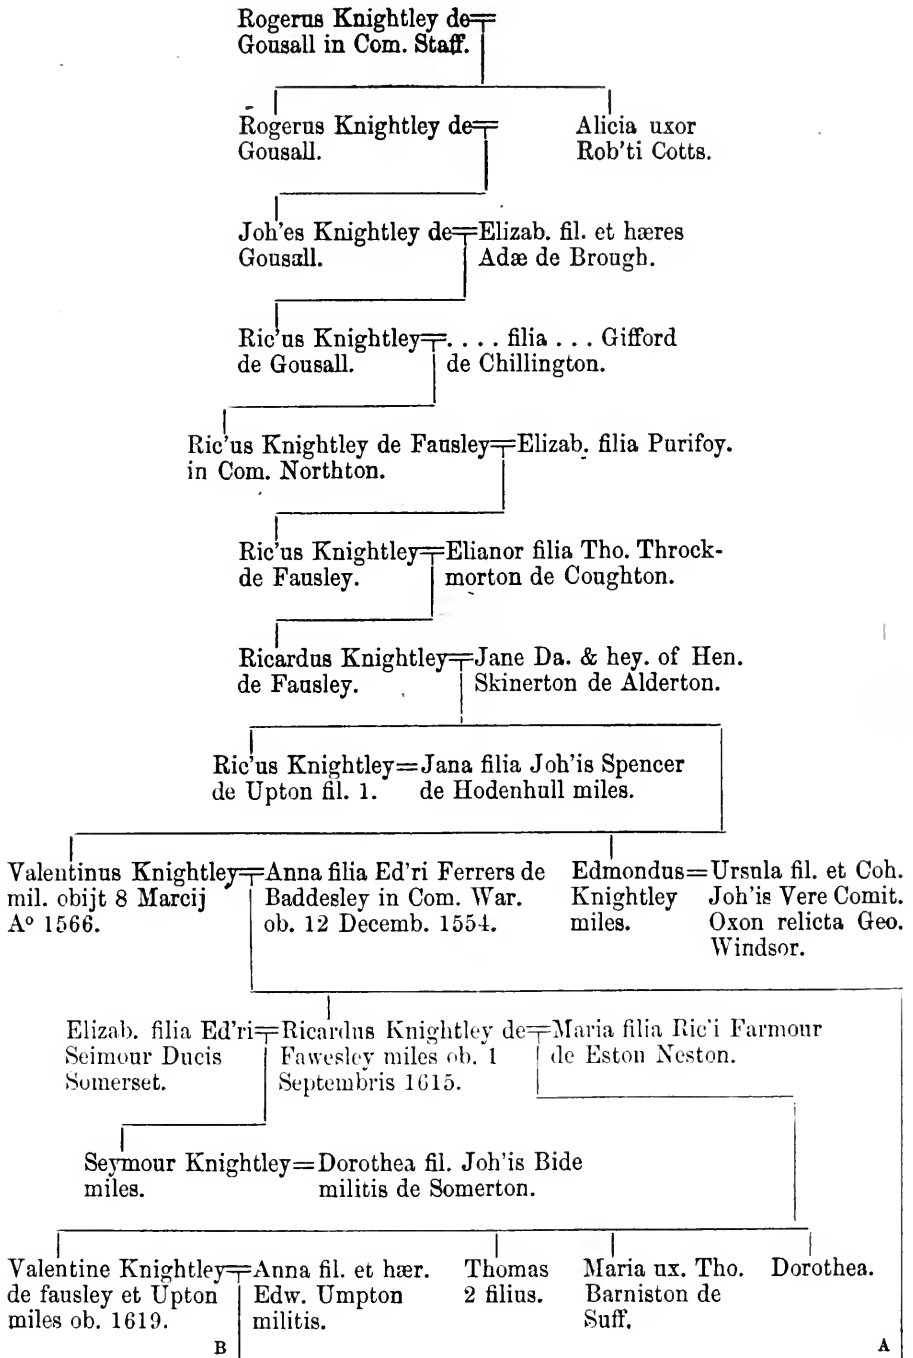 Rogerus Knightley de=
Gousall in Com. Staff.
Rogerus Knightley de=
Gousall.
Alicia uxor
Rob'ti Cotts.
Joh'es Knightley de=Elizab. fil. et hæres
Gousall. Adæ de Brough.
Ric'us Knightley=. . . . filia . . . Gifford
de Gousall. de Chillington.
Ric'us Knightley de Fausley=Elizab. filia Purifoy.
in Com. Northton.
Ric'us Knightley=Elianor filia Tho. Throck-
de Fausley. morton de Coughton.
Ricardus Knightley=Jane Da. & hey. of Hen.
de Fausley. Skinerton de Alderton.
Ric'us Knightley=Jana filia Joh'is Spencer
de Upton fil. 1. de Hodenhull miles.
Valentinus Knightley=Anna filia Ed'ri Ferrers de
mil. obijt 8 Marcij Baddesley in Com. War.
Aº 1566. ob. 12 Decemb. 1554.
Edmondus=Ursula fil. et Coh.
Knightley Joh'is Vere Comit.
miles. Oxon relicta Geo.
Windsor.
Elizab. filia Ed'ri=Ricardus Knightley de=Maria filia Ric'i Farmour
Seimour Ducis Fawesley miles ob. 1 de Eston Neston.
Somerset. Septembris 1615.
Seymour Knightley=Dorothea fil. Joh'is Bide
miles. militis de Somerton.
Valentine Knightley=Anna fil. et hær.
de fausley et Upton Edw. Umpton
miles ob. 1619. militis.
Thomas
2 filius.
Maria ux. Tho.
Barniston de
Suff.
Dorothea.
B A